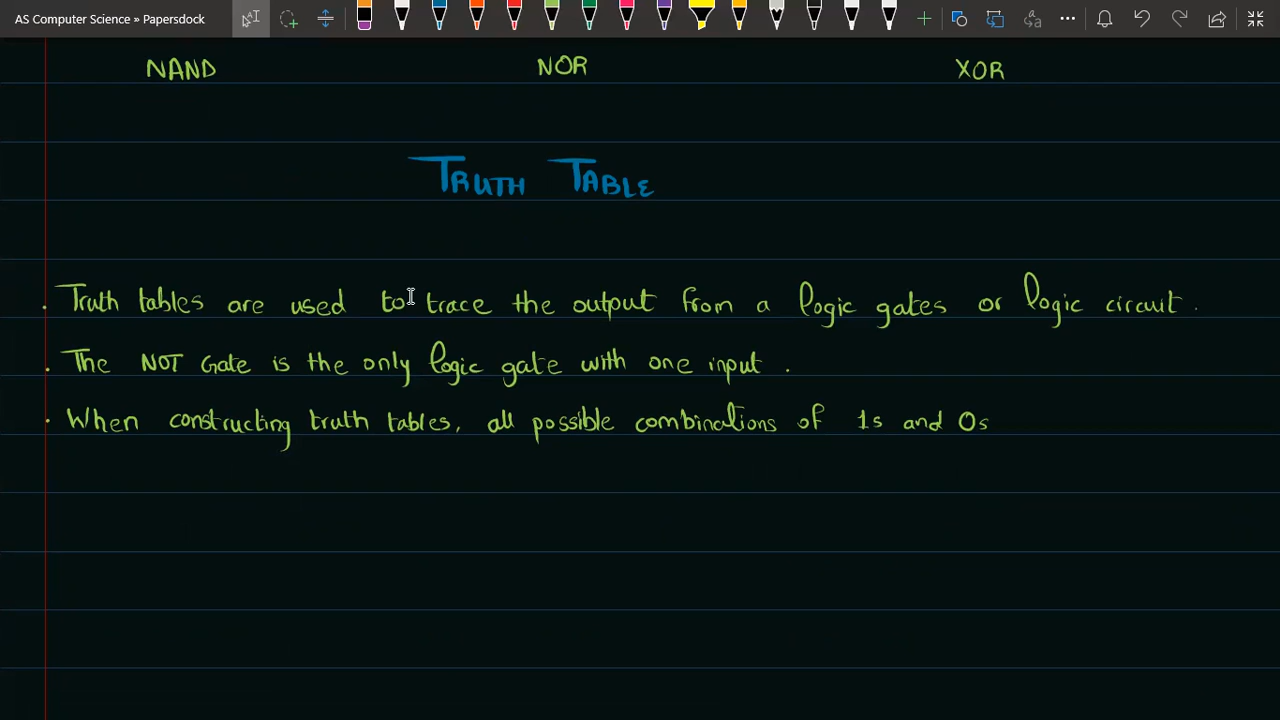 AS Computer Science » Papersdock
NAND NOR XOR
TRUTH TABLE
. Truth tables are used to trace the output from a logic gates or logic circuit.
. The NOT Gate is the only logic gate with one input.
. When constructing truth tables, all possible combinations of 1s and 0s